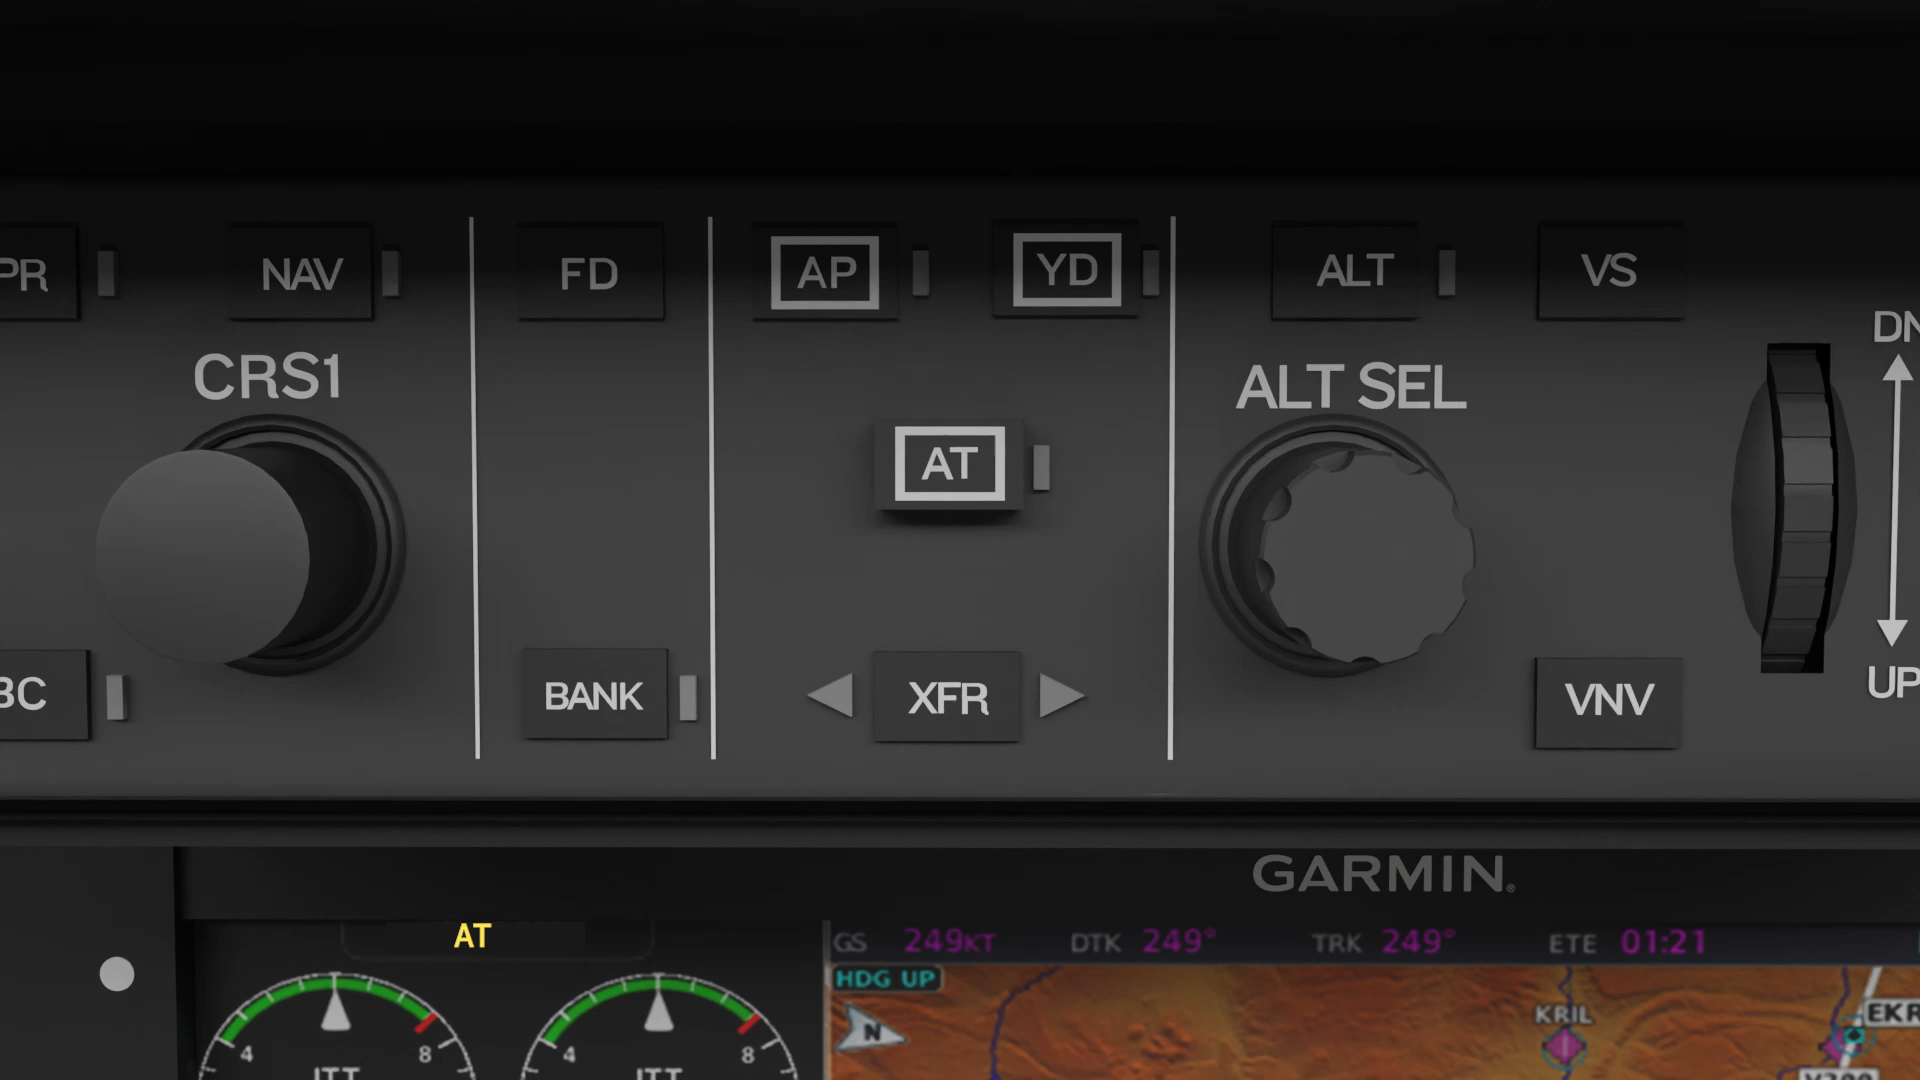 PR
NAV
FD
AP
YD
ALT
VS
CRS1
ALT SEL
DN
AT
BC
BANK
XFR
VNV
UP
GARMIN
AT
GS 249KT DTK 249° TRK 249° ETE 01:21
HDG UP
N
KRIL
EKR
4 8
4 8
ITT
ITT
V200